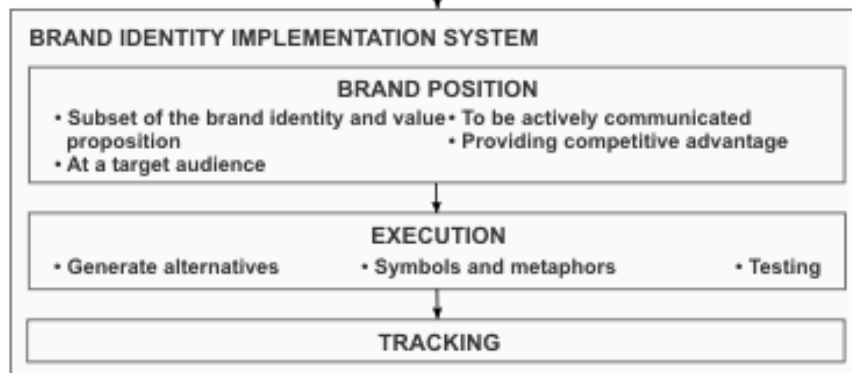 BRAND IDENTITY IMPLEMENTATION SYSTEM
BRAND POSITION
• Subset of the brand identity and value
proposition
• At a target audience
• To be actively communicated
• Providing competitive advantage
EXECUTION
• Generate alternatives • Symbols and metaphors • Testing
TRACKING